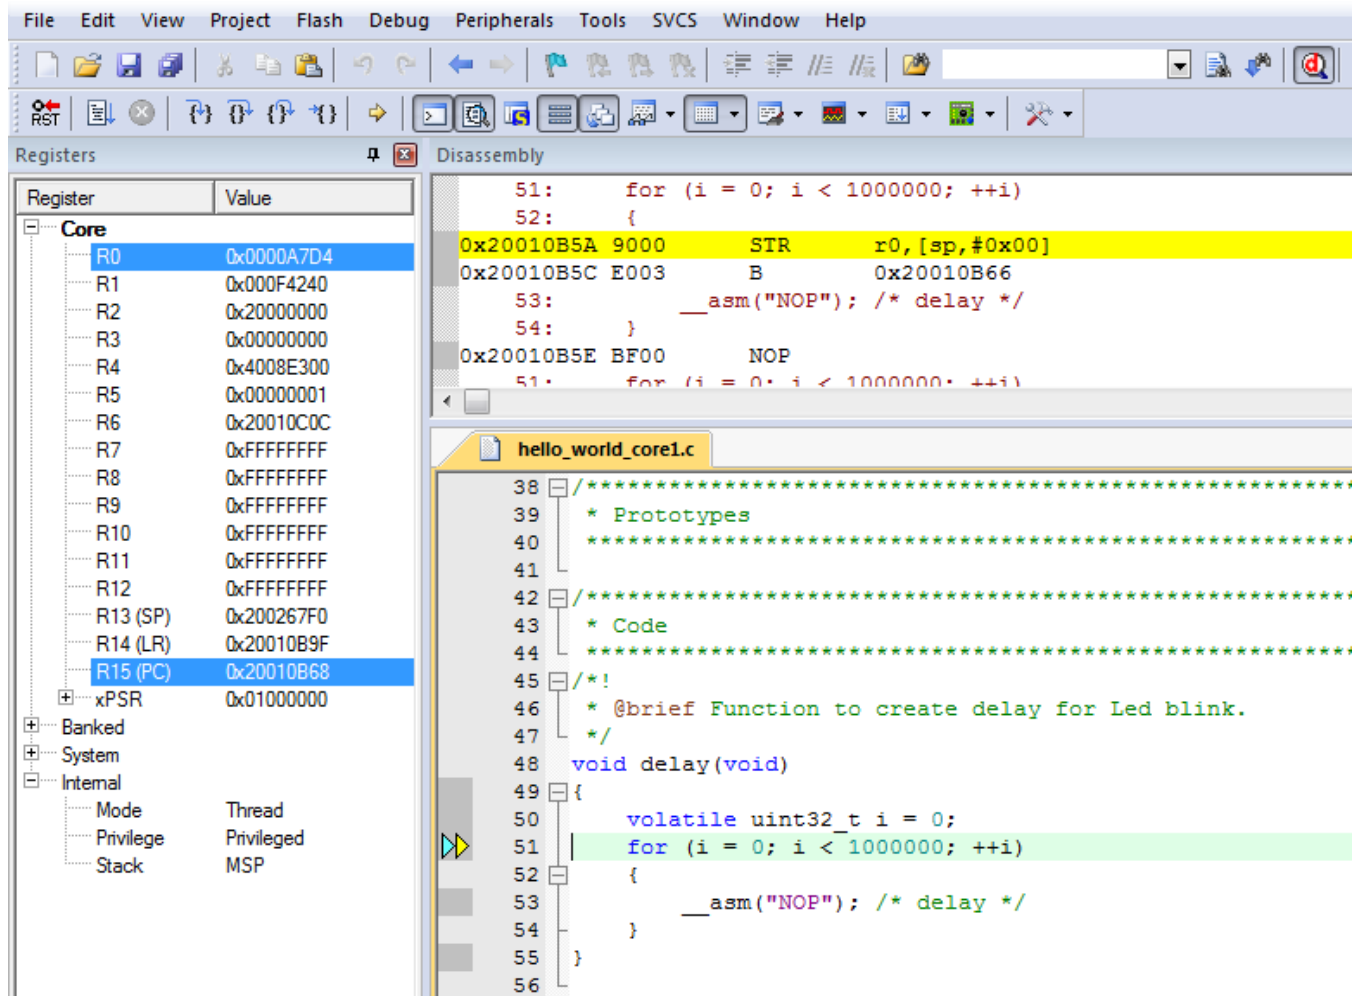 File Edit View Project Flash Debug Peripherals Tools SVCS Window Help
RST
Registers
Register Value
Core
R0 0x0000A7D4
R1 0x000F4240
R2 0x20000000
R3 0x00000000
R4 0x4008E300
R5 0x00000001
R6 0x20010C0C
R7 0xFFFFFFFF
R8 0xFFFFFFFF
R9 0xFFFFFFFF
R10 0xFFFFFFFF
R11 0xFFFFFFFF
R12 0xFFFFFFFF
R13 (SP) 0x200267F0
R14 (LR) 0x20010B9F
R15 (PC) 0x20010B68
xPSR 0x01000000
Banked
System
Internal
Mode Thread
Privilege Privileged
Stack MSP
Disassembly
51: for (i = 0; i < 1000000; ++i)
52: {
0x20010B5A 9000 STR r0,[sp,#0x00]
0x20010B5C E003 B 0x20010B66
53: __asm("NOP"); /* delay */
54: }
0x20010B5E BF00 NOP
51: for (i = 0; i < 1000000; ++i)
hello_world_core1.c
38 /*******************************************************
39 * Prototypes
40 *******************************************************
41
42 /*******************************************************
43 * Code
44 *******************************************************
45 /*!
46 * @brief Function to create delay for Led blink.
47 */
48 void delay(void)
49 {
50 volatile uint32_t i = 0;
51 for (i = 0; i < 1000000; ++i)
52 {
53 __asm("NOP"); /* delay */
54 }
55 }
56